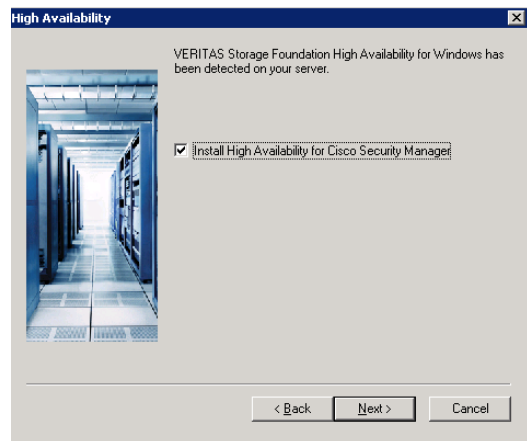 High Availability
VERITAS Storage Foundation High Availability for Windows has
been detected on your server.
Install High Availability for Cisco Security Manager
< Back
Next >
Cancel